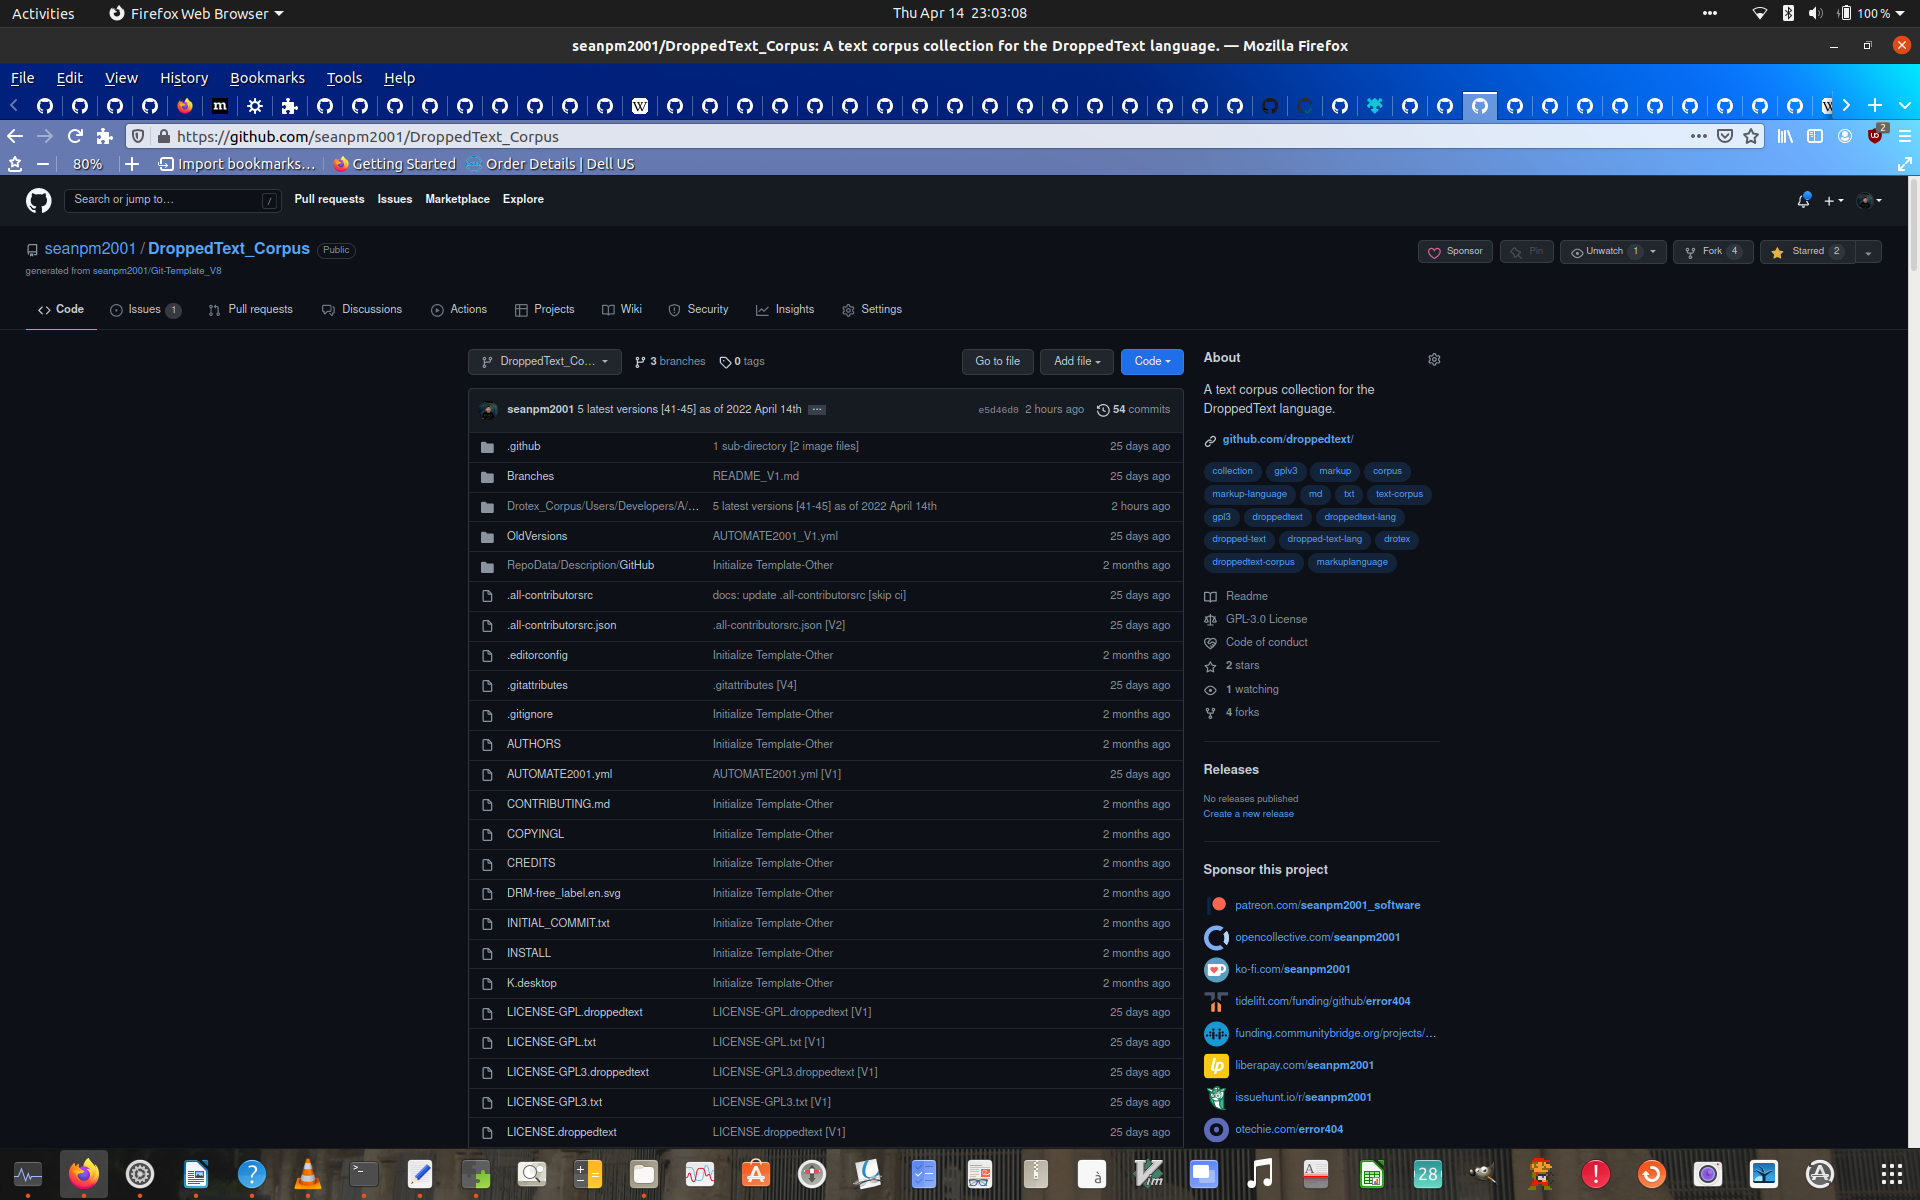 Activities
Firefox Web Browser
Thu Apr 14 23:03:08
100 %
seanpm2001/DroppedText_Corpus: A text corpus collection for the DroppedText language. — Mozilla Firefox
File Edit View History Bookmarks Tools Help
https://github.com/seanpm2001/DroppedText_Corpus
2
80%
Import bookmarks...
Getting Started
Order Details | Dell US
Search or jump to...
/
Pull requests Issues Marketplace Explore
seanpm2001 / DroppedText_Corpus
Public
generated from seanpm2001/Git-Template_V8
Sponsor
Pin
Unwatch 1
Fork 4
Starred 2
Code
Issues 1
Pull requests
Discussions
Actions
Projects
Wiki
Security
Insights
Settings
DroppedText_Co...
3 branches
0 tags
Go to file
Add file
Code
seanpm2001 5 latest versions [41-45] as of 2022 April 14th
e5d46d0 2 hours ago
54 commits
.github 1 sub-directory [2 image files] 25 days ago
Branches README_V1.md 25 days ago
Drotex_Corpus/Users/Developers/A/... 5 latest versions [41-45] as of 2022 April 14th 2 hours ago
OldVersions AUTOMATE2001_V1.yml 25 days ago
RepoData/Description/GitHub Initialize Template-Other 2 months ago
.all-contributorsrc docs: update .all-contributorsrc [skip ci] 25 days ago
.all-contributorsrc.json .all-contributorsrc.json [V2] 25 days ago
.editorconfig Initialize Template-Other 2 months ago
.gitattributes .gitattributes [V4] 25 days ago
.gitignore Initialize Template-Other 2 months ago
AUTHORS Initialize Template-Other 2 months ago
AUTOMATE2001.yml AUTOMATE2001.yml [V1] 25 days ago
CONTRIBUTING.md Initialize Template-Other 2 months ago
COPYINGL Initialize Template-Other 2 months ago
CREDITS Initialize Template-Other 2 months ago
DRM-free_label.en.svg Initialize Template-Other 2 months ago
INITIAL_COMMIT.txt Initialize Template-Other 2 months ago
INSTALL Initialize Template-Other 2 months ago
K.desktop Initialize Template-Other 2 months ago
LICENSE-GPL.droppedtext LICENSE-GPL.droppedtext [V1] 25 days ago
LICENSE-GPL.txt LICENSE-GPL.txt [V1] 25 days ago
LICENSE-GPL3.droppedtext LICENSE-GPL3.droppedtext [V1] 25 days ago
LICENSE-GPL3.txt LICENSE-GPL3.txt [V1] 25 days ago
LICENSE.droppedtext LICENSE.droppedtext [V1] 25 days ago
About
A text corpus collection for the
DroppedText language.
github.com/droppedtext/
collection gplv3 markup corpus
markup-language md txt text-corpus
gpl3 droppedtext droppedtext-lang
dropped-text dropped-text-lang drotex
droppedtext-corpus markuplanguage
Readme
GPL-3.0 License
Code of conduct
2 stars
1 watching
4 forks
Releases
No releases published
Create a new release
Sponsor this project
patreon.com/seanpm2001_software
opencollective.com/seanpm2001
ko-fi.com/seanpm2001
tidelift.com/funding/github/error404
funding.communitybridge.org/projects/...
liberapay.com/seanpm2001
issuehunt.io/r/seanpm2001
otechie.com/error404
28